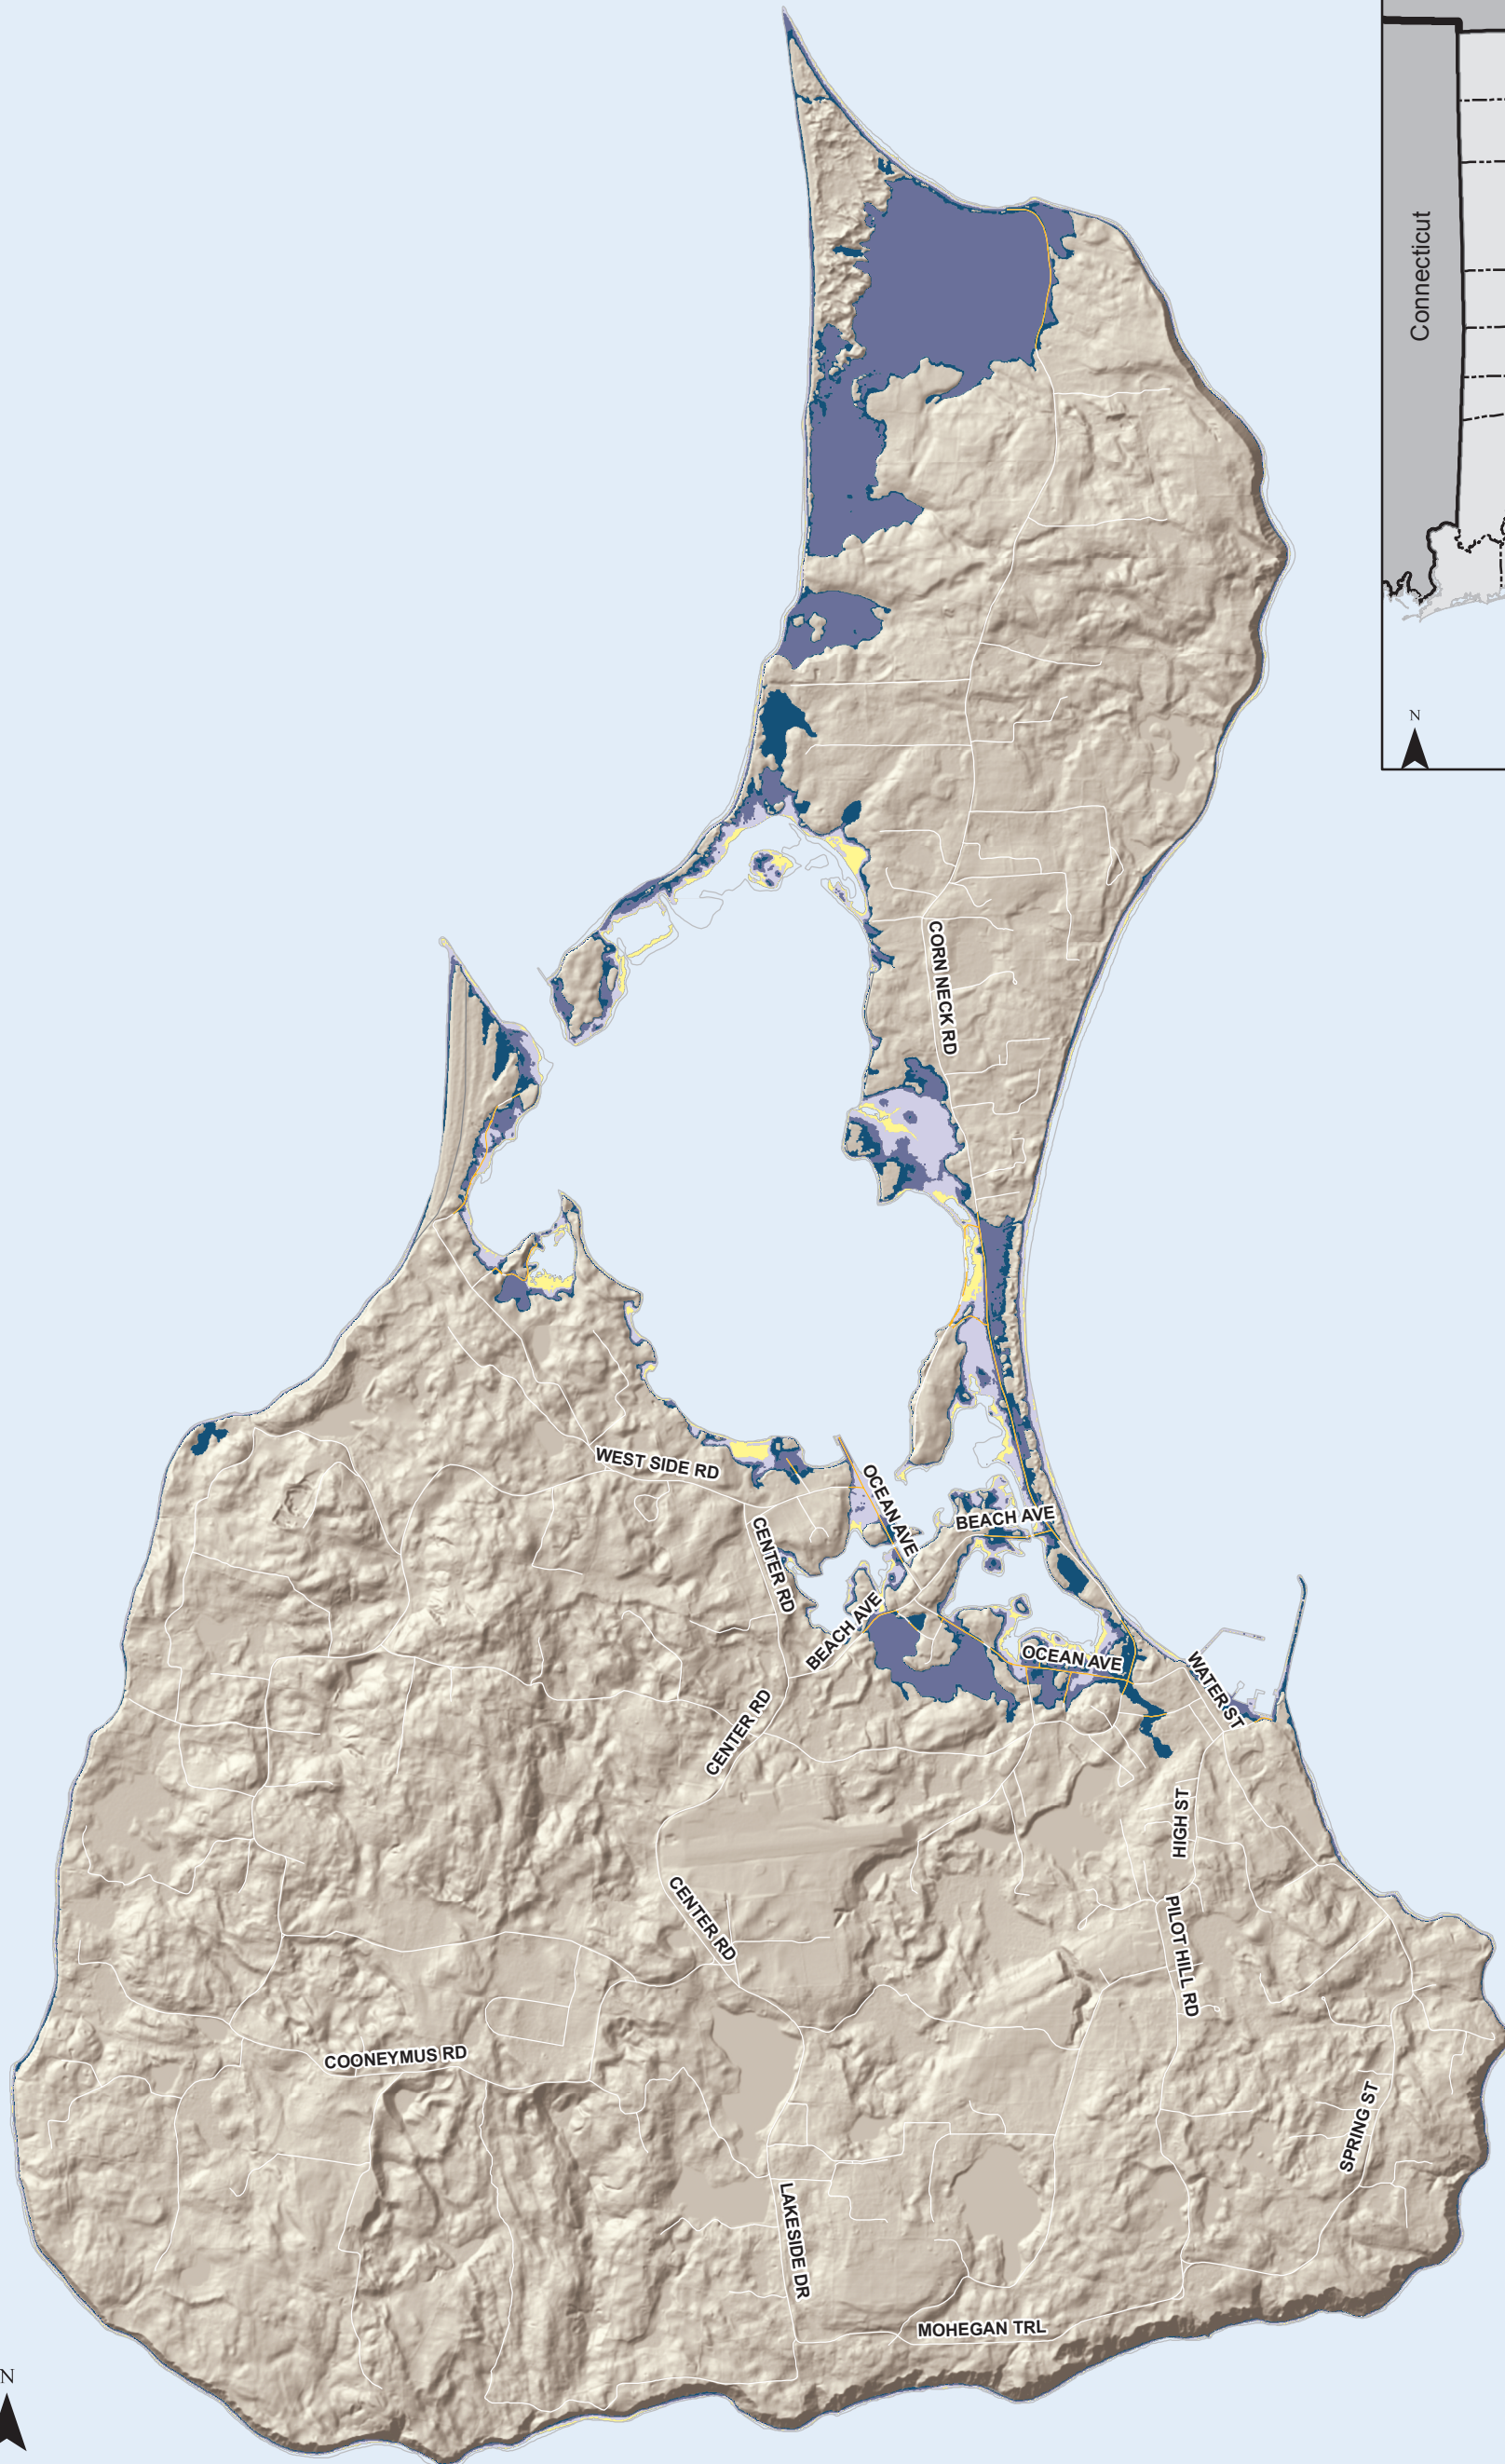 Connecticut
N
CORN NECK RD
WEST SIDE RD
OCEAN AVE
BEACH AVE
CENTER RD
BEACH AVE
OCEAN AVE
WATER ST
CENTER RD
HIGH ST
CENTER RD
PILOT HILL RD
COONEYMUS RD
SPRING ST
LAKESIDE DR
MOHEGAN TRL
N